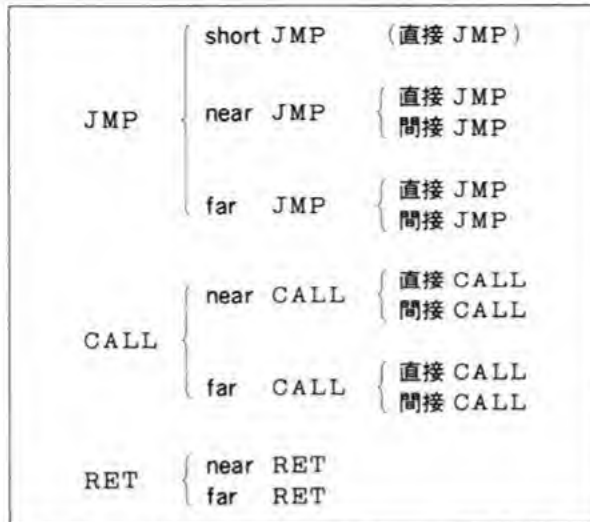 short JMP (直接 JMP)
JMP near JMP 直接 JMP
間接 JMP
far JMP 直接 JMP
間接 JMP
near CALL 直接 CALL
間接 CALL
CALL
far CALL 直接 CALL
間接 CALL
near RET
RET
far RET